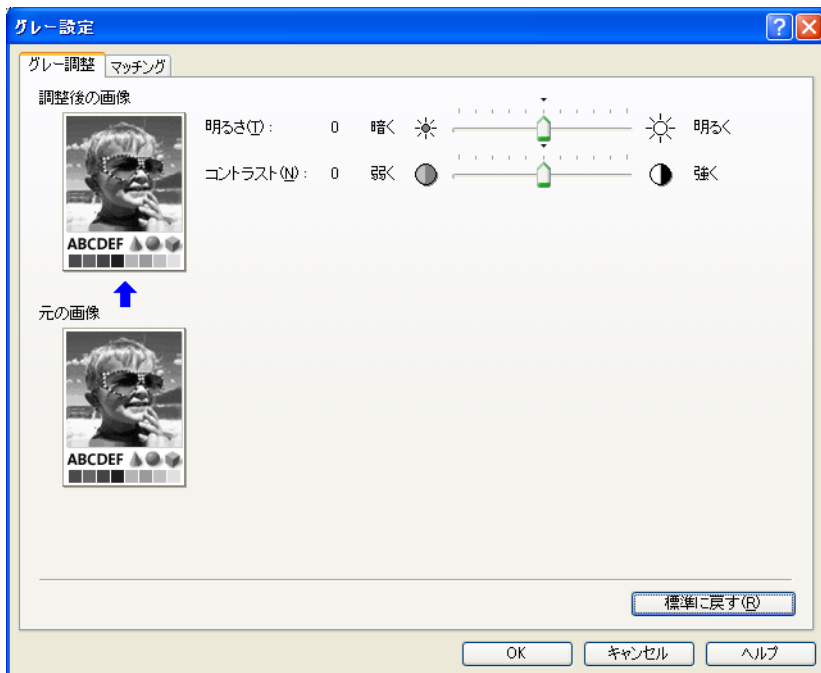 グレー設定
グレー調整 マッチング
調整後の画像
明るさ(T): 0 暗く 明るく
コントラスト(N): 0 弱く 強く
ABCDEF
元の画像
ABCDEF
標準に戻す(R)
OK キャンセル ヘルプ